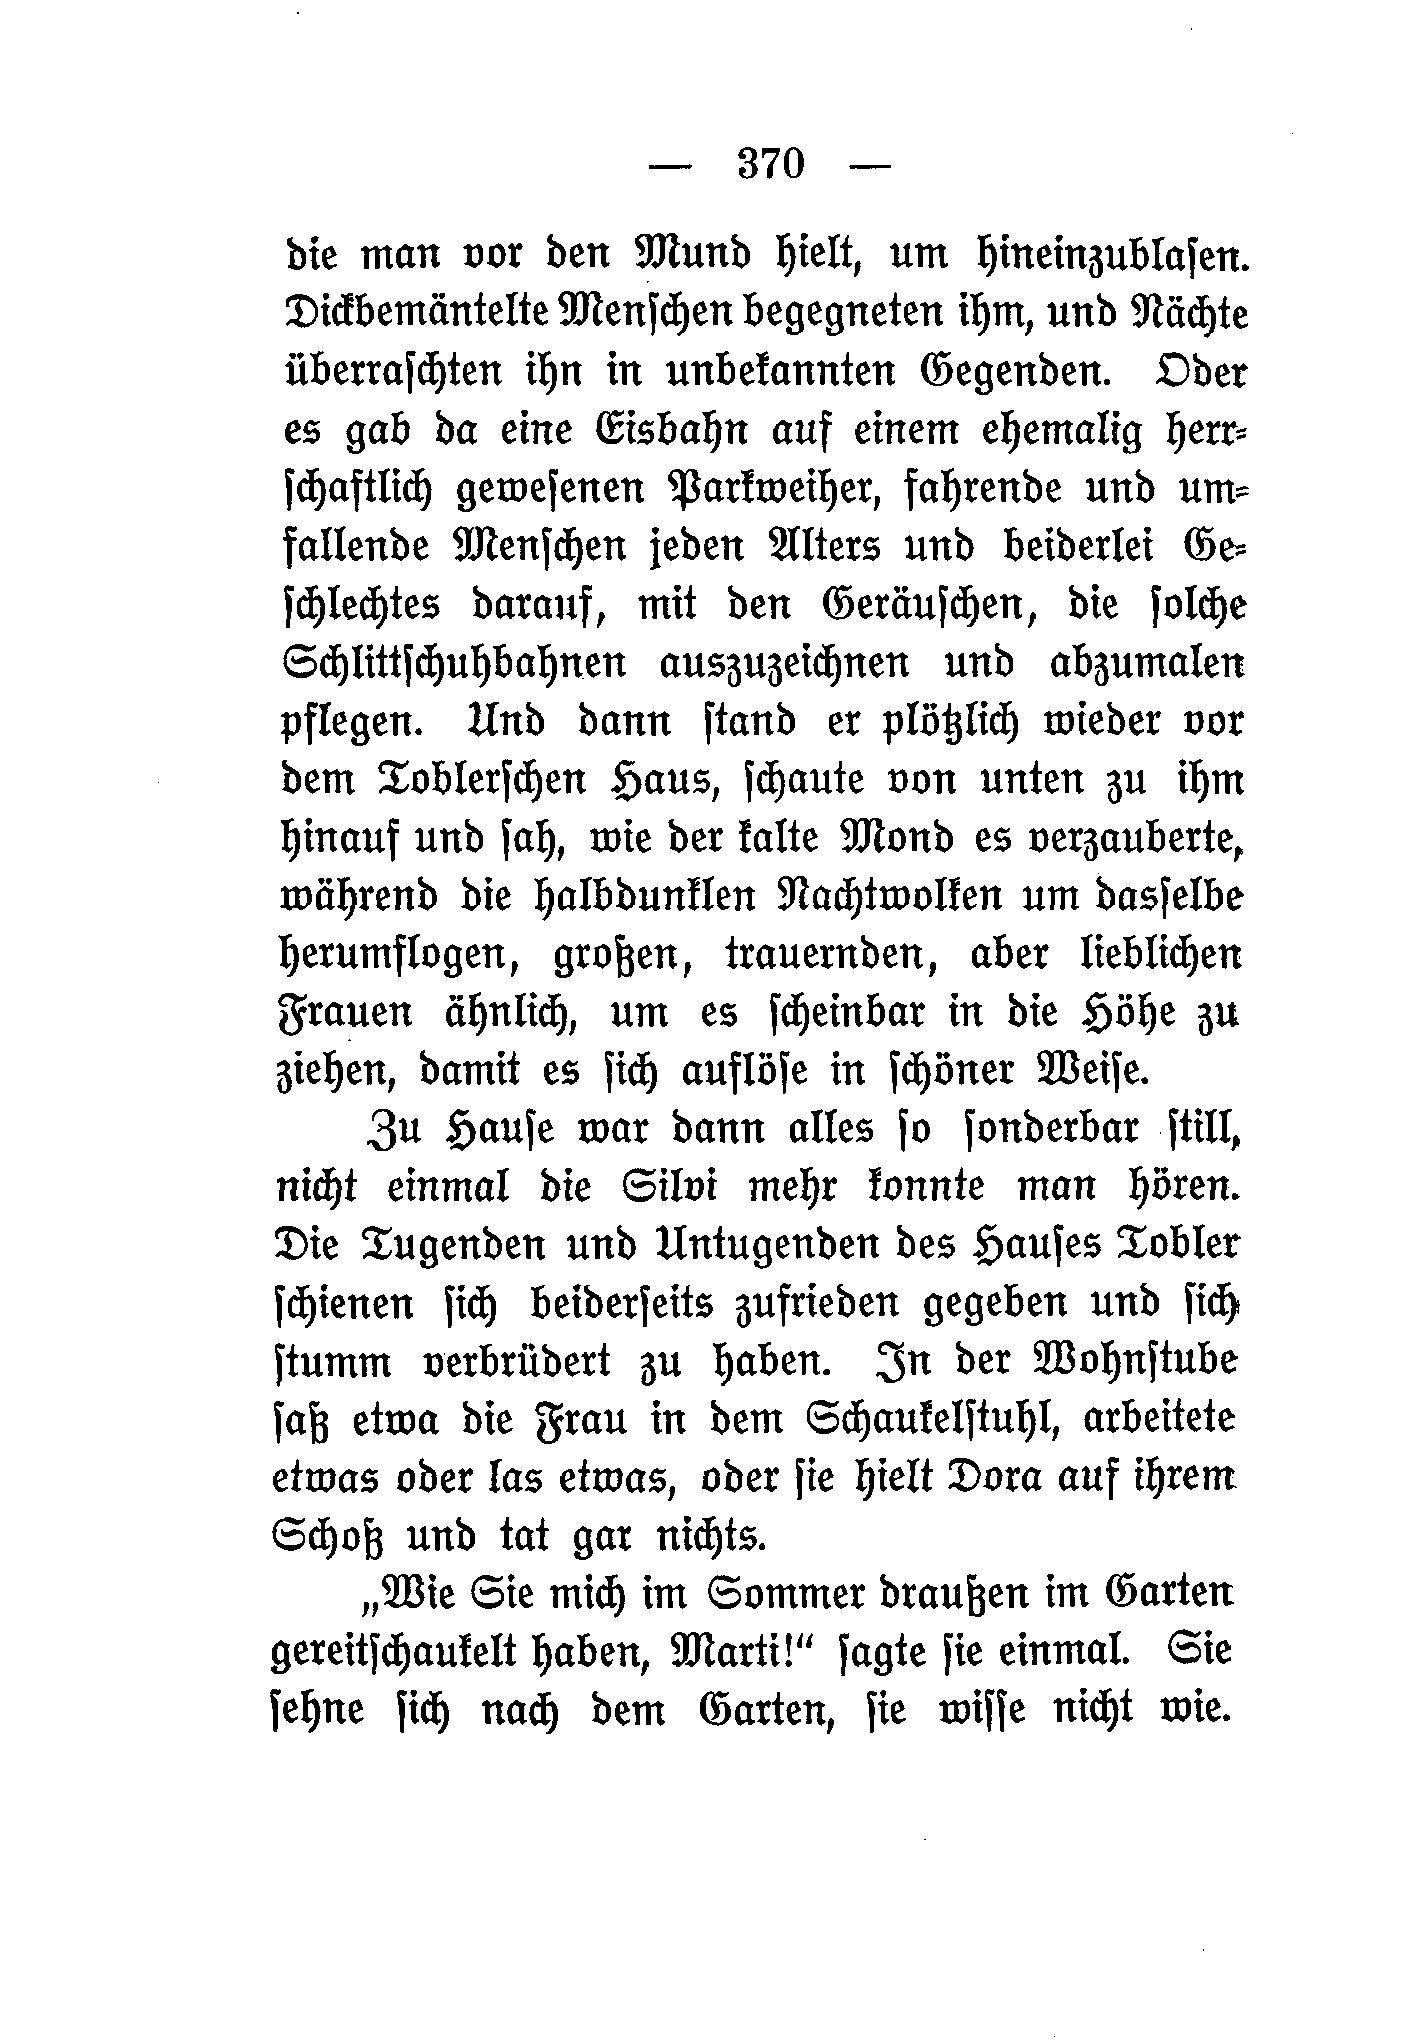 — 370 —
die man vor den Mund hielt, um hineinzublaſen.
Dickbemäntelte Menſchen begegneten ihm, und Nächte
überraſchten ihn in unbekannten Gegenden. Oder
es gab da eine Eisbahn auf einem ehemalig herr-
ſchaftlich geweſenen Parkweiher, fahrende und um-
fallende Menſchen jeden Alters und beiderlei Ge-
ſchlechtes darauf, mit den Geräuſchen, die ſolche
Schlittſchuhbahnen auszuzeichnen und abzumalen
pflegen. Und dann ſtand er plötzlich wieder vor
dem Toblerſchen Haus, ſchaute von unten zu ihm
hinauf und ſah, wie der kalte Mond es verzauberte,
während die halbdunklen Nachtwolken um dasſelbe
herumflogen, großen, trauernden, aber lieblichen
Frauen ähnlich, um es ſcheinbar in die Höhe zu
ziehen, damit es ſich auflöſe in ſchöner Weiſe.
Zu Hauſe war dann alles ſo ſonderbar ſtill,
nicht einmal die Silvi mehr konnte man hören.
Die Tugenden und Untugenden des Hauſes Tobler
ſchienen ſich beiderſeits zufrieden gegeben und ſich
ſtumm verbrüdert zu haben. In der Wohnſtube
ſaß etwa die Frau in dem Schaukelſtuhl, arbeitete
etwas oder las etwas, oder ſie hielt Dora auf ihrem
Schoß und tat gar nichts.
„Wie Sie mich im Sommer draußen im Garten
gereitſchaukelt haben, Marti!“ ſagte ſie einmal. Sie
ſehne ſich nach dem Garten, ſie wiſſe nicht wie.